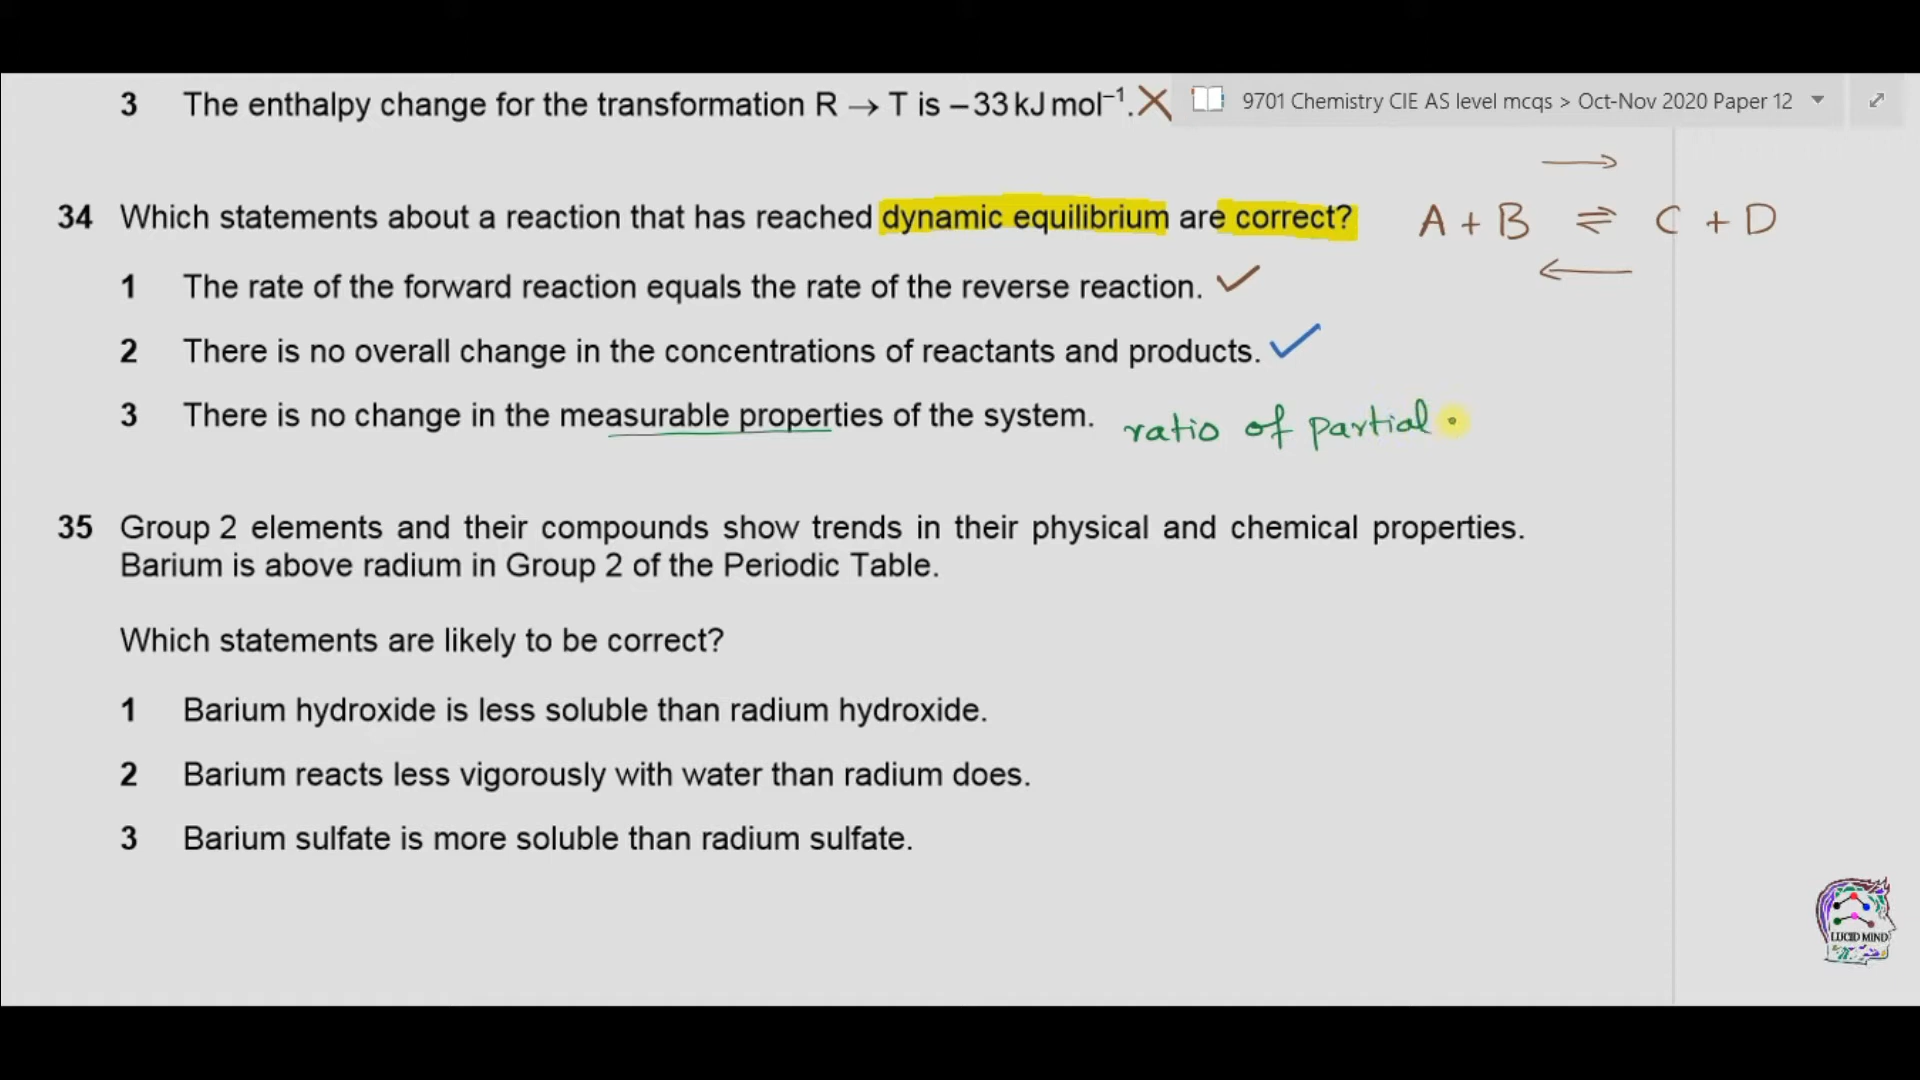 3 The enthalpy change for the transformation R → T is –33 kJ mol⁻¹. ✗ 9701 Chemistry CIE AS level mcqs > Oct-Nov 2020 Paper 12
34 Which statements about a reaction that has reached dynamic equilibrium are correct? A + B ⇌ C + D
1 The rate of the forward reaction equals the rate of the reverse reaction. ✓
2 There is no overall change in the concentrations of reactants and products. ✓
3 There is no change in the measurable properties of the system. ratio of partial
35 Group 2 elements and their compounds show trends in their physical and chemical properties.
Barium is above radium in Group 2 of the Periodic Table.
Which statements are likely to be correct?
1 Barium hydroxide is less soluble than radium hydroxide.
2 Barium reacts less vigorously with water than radium does.
3 Barium sulfate is more soluble than radium sulfate.
LUCID MIND